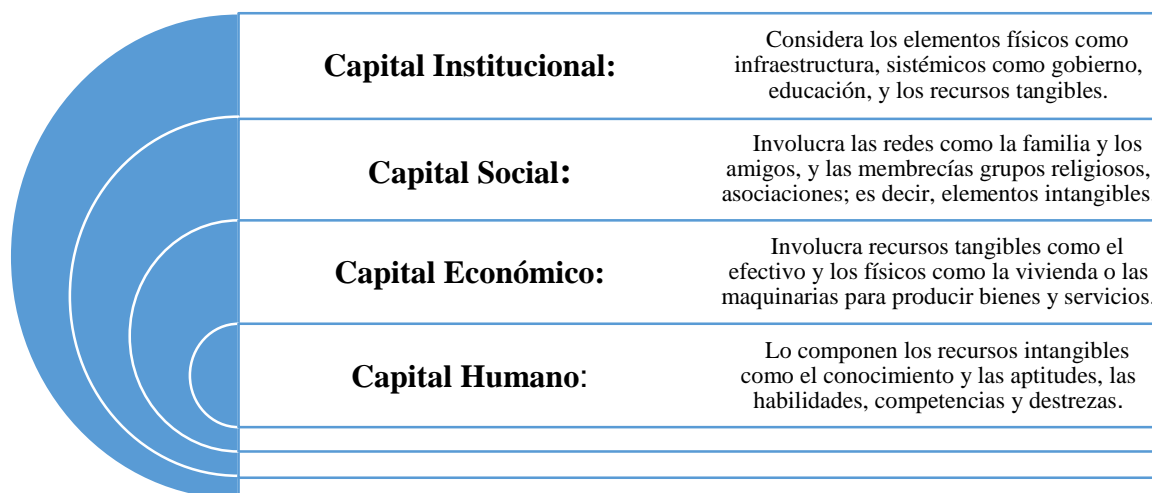 Capital Institucional:
Considera los elementos físicos como
infraestructura, sistémicos como gobierno,
educación, y los recursos tangibles.
Capital Social:
Involucra las redes como la familia y los
amigos, y las membrecías grupos religiosos,
asociaciones; es decir, elementos intangibles
Capital Económico:
Involucra recursos tangibles como el
efectivo y los físicos como la vivienda o las
maquinarias para producir bienes y servicios.
Capital Humano:
Lo componen los recursos intangibles
como el conocimiento y las aptitudes, las
habilidades, competencias y destrezas.